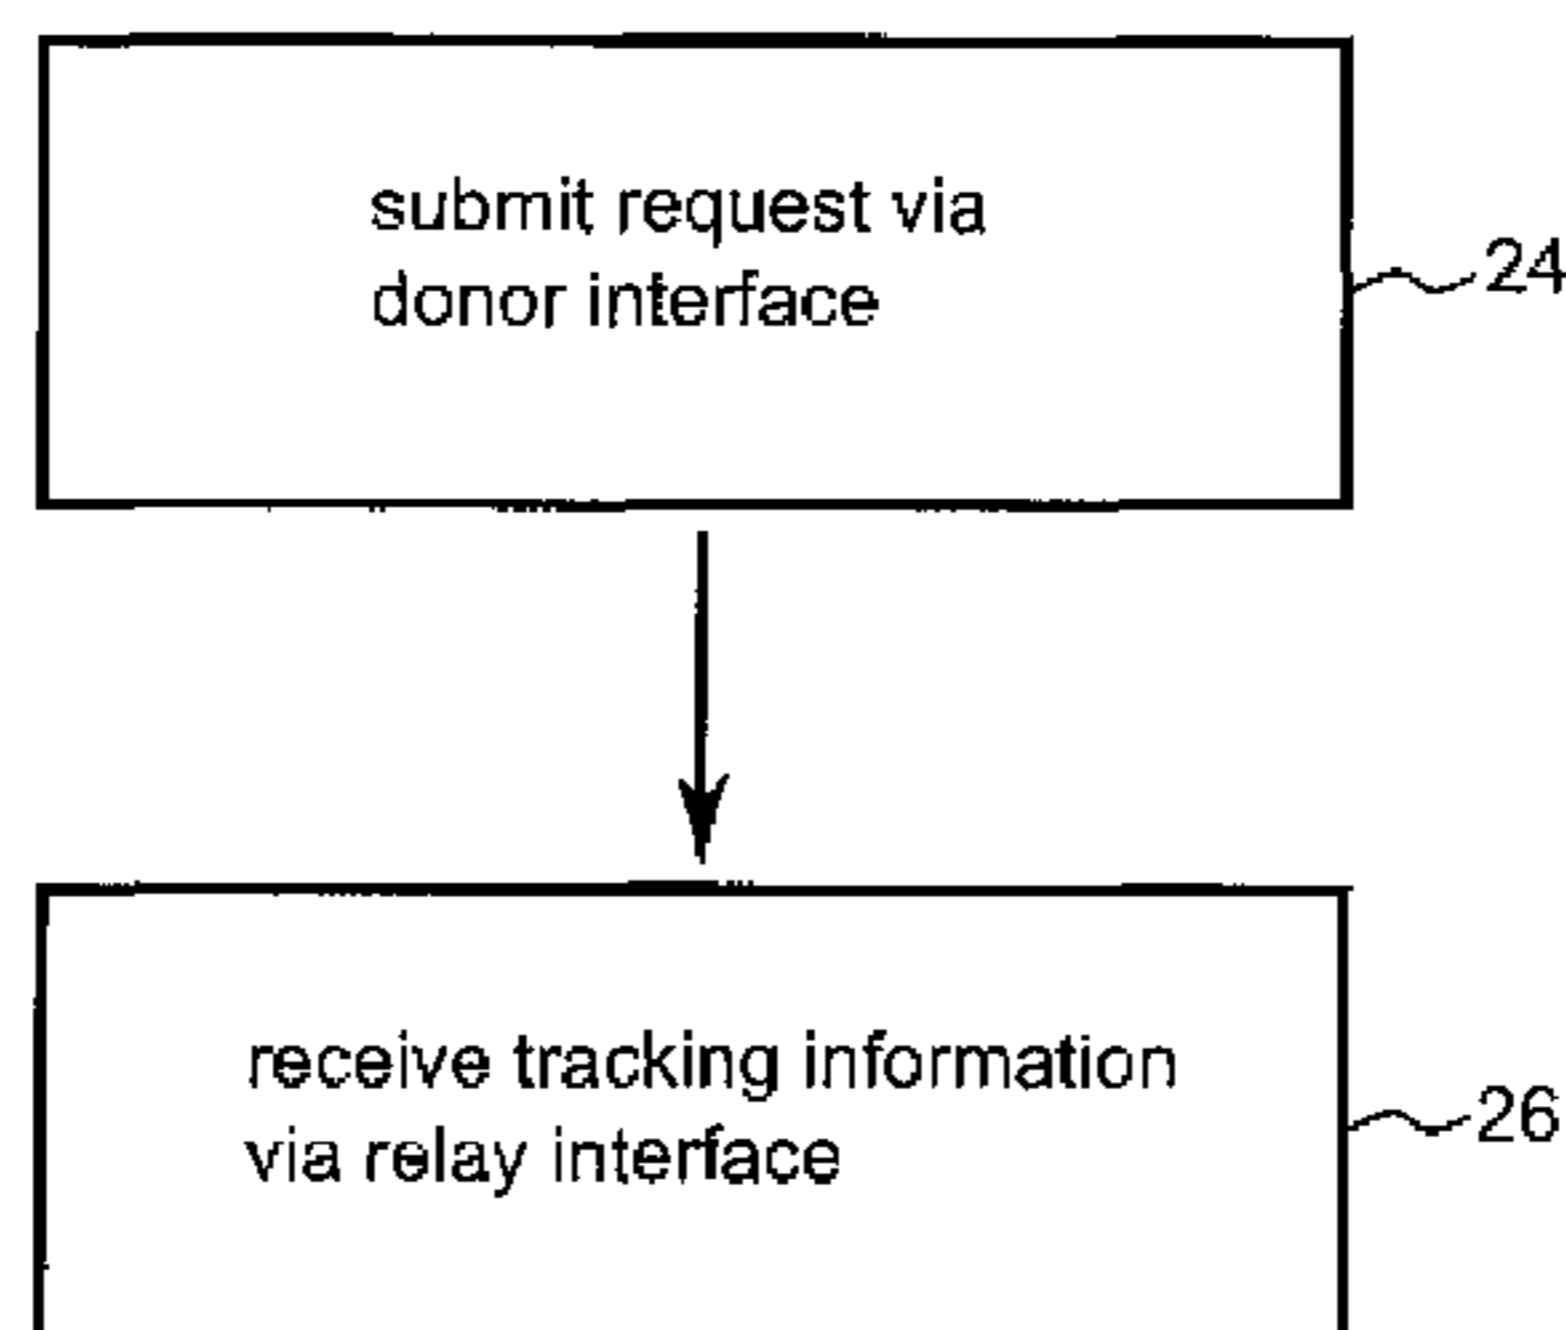 submit request via
donor interface
24
receive tracking information
via relay interface
26